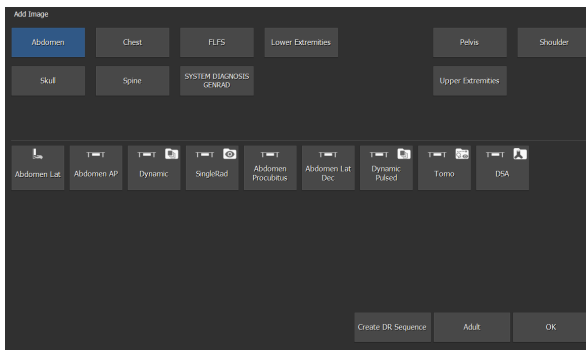 Add Image
Abdomen
Chest
FLFS
Lower Extremities
Pelvis
Shoulder
Skull
Spine
SYSTEM DIAGNOSIS
GENRAD
Upper Extremities
Abdomen Lat
Abdomen AP
Dynamic
SingleRad
Abdomen
Procubitus
Abdomen Lat
Dec
Dynamic
Pulsed
Tomo
DSA
Create DR Sequence
Adult
OK